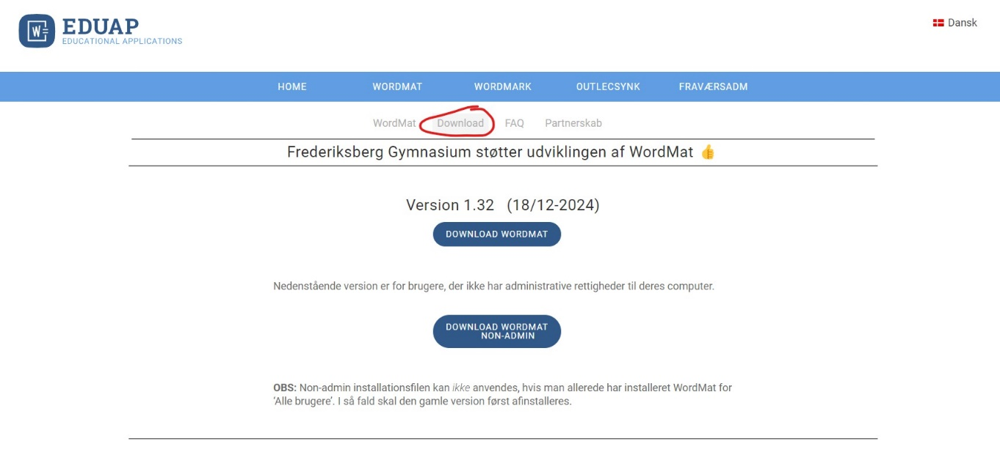 EDUAP
EDUCATIONAL APPLICATIONS
Dansk
HOME WORDMAT WORDMARK OUTLECSYNK FRAVÆRSADM
WordMat Download FAQ Partnerskab
Frederiksberg Gymnasium støtter udviklingen af WordMat 👍
Version 1.32 (18/12-2024)
DOWNLOAD WORDMAT
Nedenstående version er for brugere, der ikke har administrative rettigheder til deres computer.
DOWNLOAD WORDMAT
NON-ADMIN
OBS: Non-admin installationsfilen kan ikke anvendes, hvis man allerede har installeret WordMat for
‘Alle brugere’. I så fald skal den gamle version først afinstalleres.